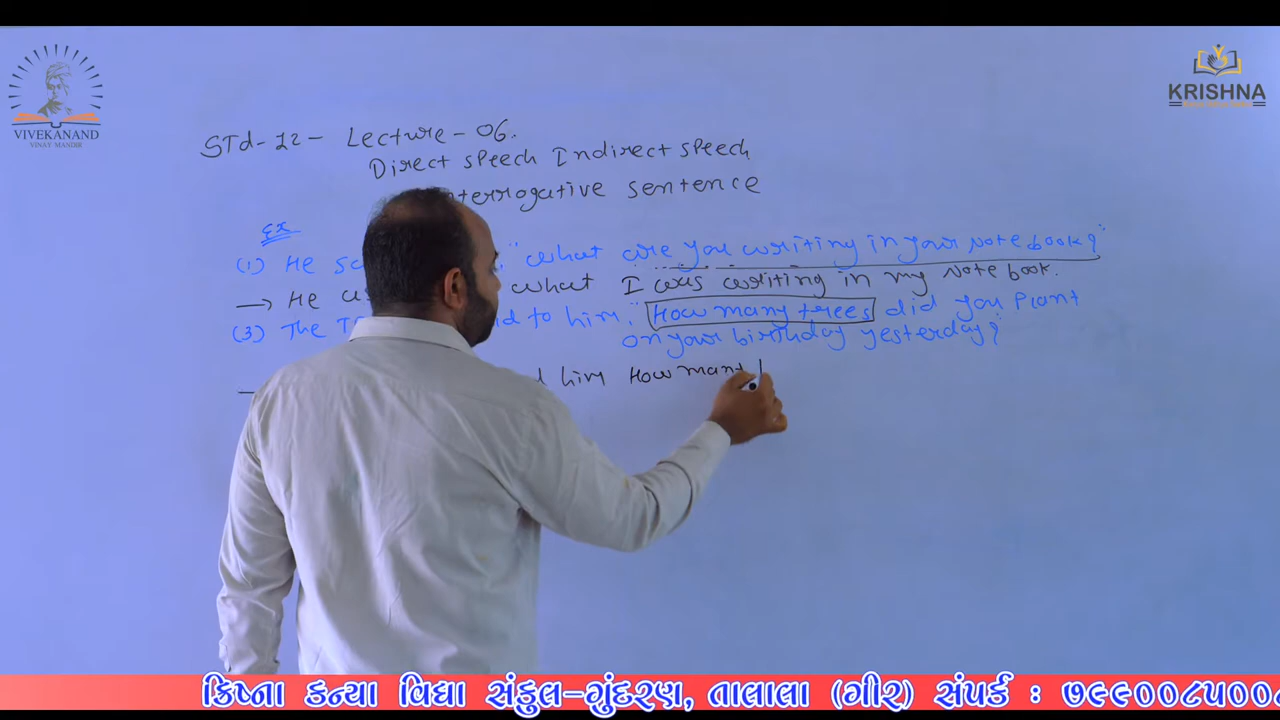 VIVEKANAND
VINAY MANDIR
KRISHNA
STd-12- Lecture-06.
Direct speech Indirect speech
nterrogative sentence
Ex
(1) He "what are you writing in your Note book?"
→ He what I was writing in my Note book.
(3) The to him, "How many trees did you Plant
on your birthday yesterday?"
him How many
ક્રિષ્ના કન્યા વિદ્યા સંકુલ-ગુંદરણ, તાલાલા (ગીર) સંપર્ક : ૭૯૯૦૦૮૫૦૦૮